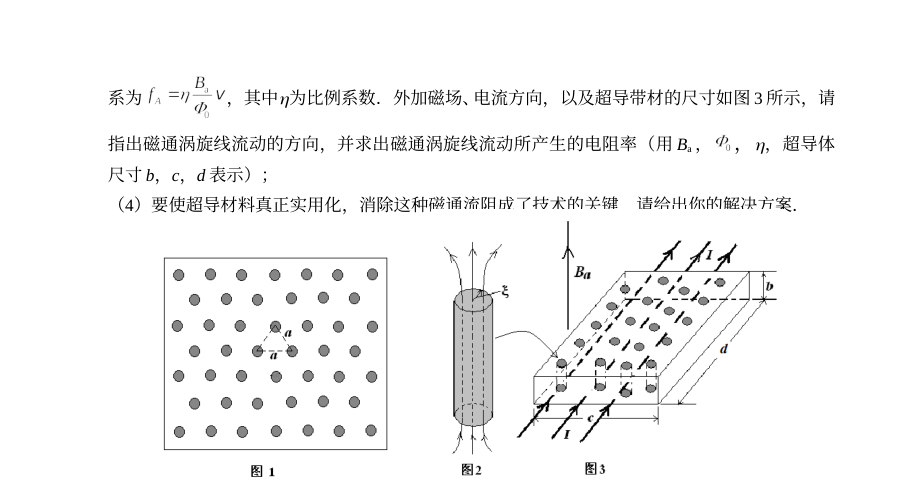 系为 f_A = η B_a/Φ_0 v，其中η为比例系数．外加磁场、电流方向，以及超导带材的尺寸如图 3 所示，请
指出磁通涡旋线流动的方向，并求出磁通涡旋线流动所产生的电阻率（用 Ba，Φ_0，η，超导体
尺寸 b，c，d 表示）；
（4）要使超导材料真正实用化，消除这种磁通流阻成了技术的关键，请给出你的解决方案．
a
a
图 1
ξ
图2
Ba
I
b
d
c
I
图3